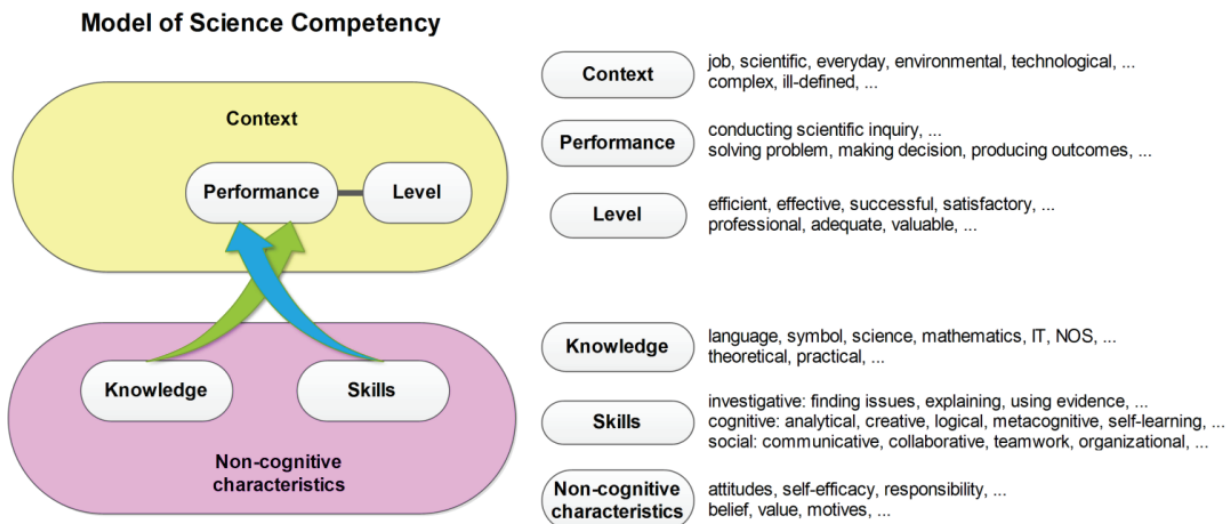 Model of Science Competency
Context
Performance
Level
Knowledge
Skills
Non-cognitive
characteristics
Context
job, scientific, everyday, environmental, technological, ...
complex, ill-defined, ...
Performance
conducting scientific inquiry, ...
solving problem, making decision, producing outcomes, ...
Level
efficient, effective, successful, satisfactory, ...
professional, adequate, valuable, ...
Knowledge
language, symbol, science, mathematics, IT, NOS, ...
theoretical, practical, ...
Skills
investigative: finding issues, explaining, using evidence, ...
cognitive: analytical, creative, logical, metacognitive, self-learning, ...
social: communicative, collaborative, teamwork, organizational, ...
Non-cognitive
characteristics
attitudes, self-efficacy, responsibility, ...
belief, value, motives, ...